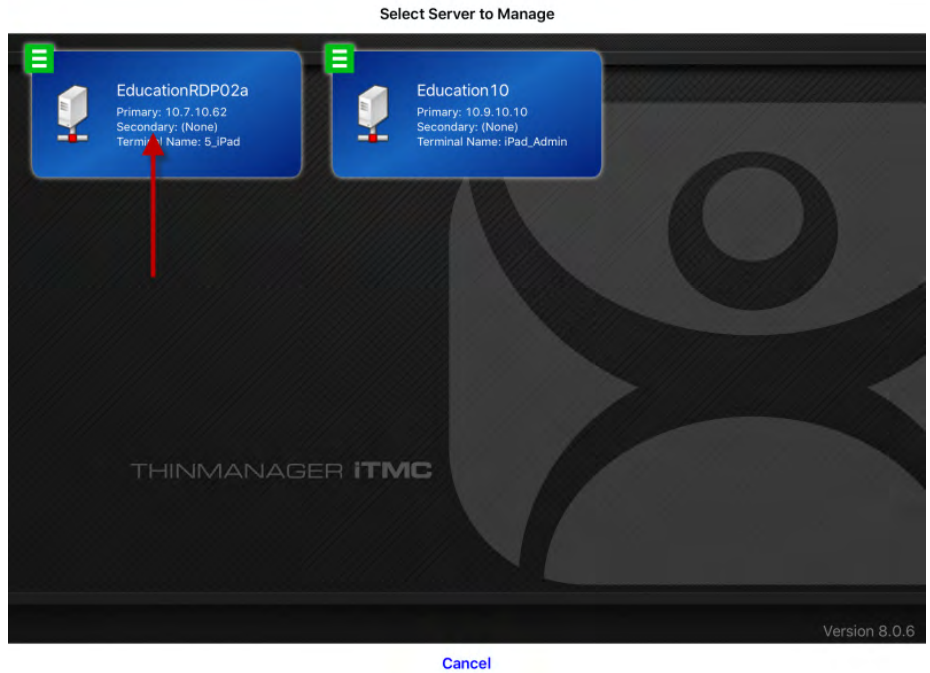 Select Server to Manage
EducationRDP02a
Primary: 10.7.10.62
Secondary: (None)
Terminal Name: 5_iPad
Education10
Primary: 10.9.10.10
Secondary: (None)
Terminal Name: iPad_Admin
THINMANAGER iTMC
Version 8.0.6
Cancel